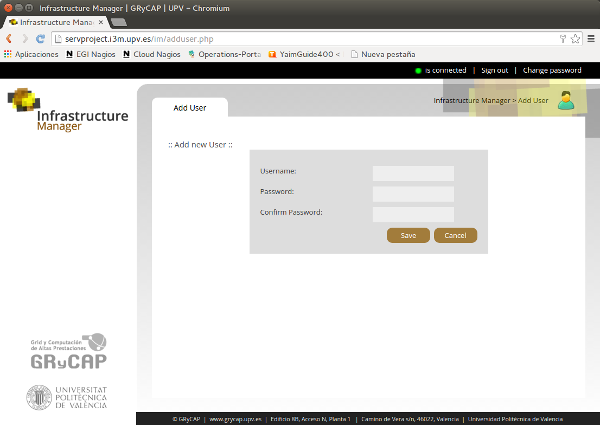 Infrastructure Manager | GRyCAP | UPV - Chromium
Infrastructure Mana
servproject.i3m.upv.es/im/adduser.php
Aplicaciones EGI Nagios Cloud Nagios Operations-Porta YaimGuide400 < Nueva pestaña
is connected | Sign out | Change password
Infrastructure
Manager
Add User
Infrastructure Manager > Add User
:: Add new User ::
Username:
Password:
Confirm Password:
Save Cancel
Grid y Computación
de Altas Prestaciones
GRyCAP
UNIVERSITAT
POLITÈCNICA
DE VALÈNCIA
© GRyCAP | www.grycap.upv.es | Edificio 8B, Acceso N, Planta 1 | Camino de Vera s/n, 46022, Valencia | Universidad Politécnica de Valencia